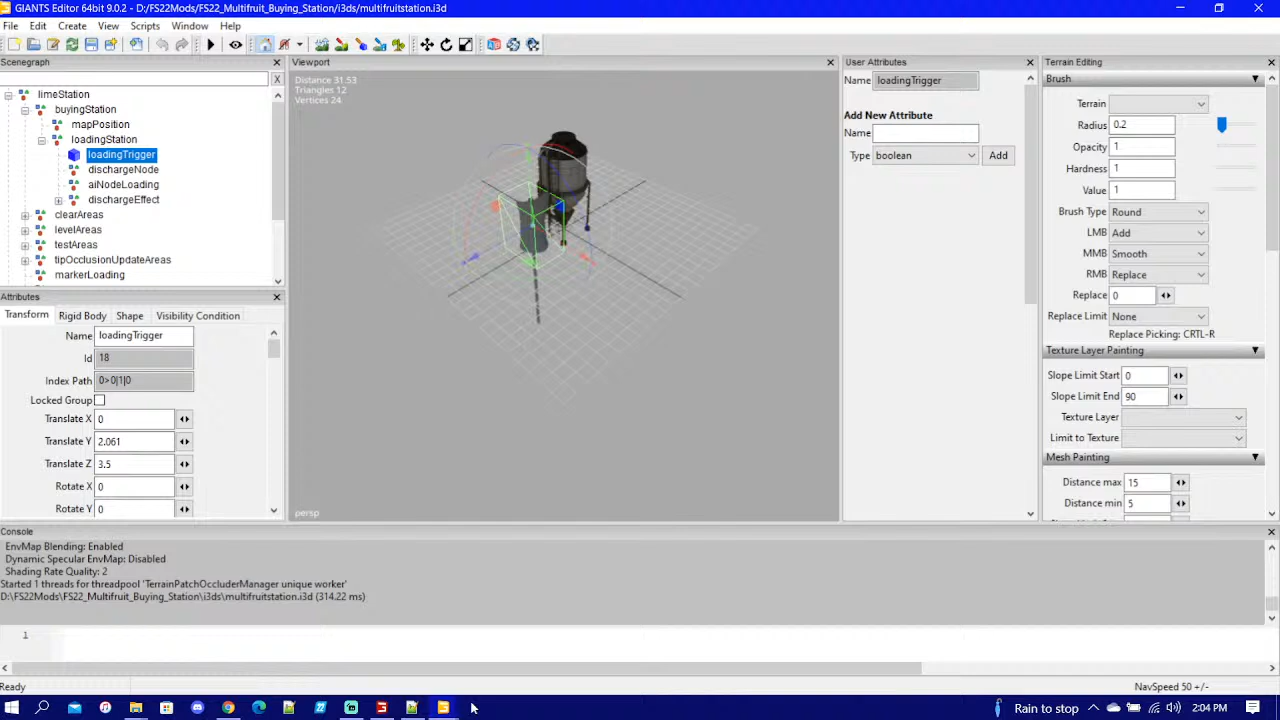 GIANTS Editor 64bit 9.0.2 - D:\FS22Mods\FS22_Multifruit_Buying_Station/i3ds/multifruitstation.i3d
File Edit Create View Scripts Window Help
Scenegraph
X
limeStation
buyingStation
mapPosition
loadingStation
loadingTrigger
dischargeNode
aiNodeLoading
dischargeEffect
clearAreas
levelAreas
testAreas
tipOcclusionUpdateAreas
markerLoading
Attributes
Transform Rigid Body Shape Visibility Condition
Name loadingTrigger
Id 18
Index Path 0>0|1|0
Locked Group
Translate X 0
Translate Y 2.061
Translate Z 3.5
Rotate X 0
Rotate Y 0
Viewport
Distance 31.53
Triangles 12
Vertices 24
persp
User Attributes
Name loadingTrigger
Add New Attribute
Name
Type boolean Add
Terrain Editing
Brush
Terrain
Radius 0.2
Opacity 1
Hardness 1
Value 1
Brush Type Round
LMB Add
MMB Smooth
RMB Replace
Replace 0
Replace Limit None
Replace Picking: CRTL-R
Texture Layer Painting
Slope Limit Start 0
Slope Limit End 90
Texture Layer
Limit to Texture
Mesh Painting
Distance max 15
Distance min 5
Console
EnvMap Blending: Enabled
Dynamic Specular EnvMap: Disabled
Shading Rate Quality: 2
Started 1 threads for threadpool 'TerrainPatchOccluderManager unique worker'
D:\FS22Mods\FS22_Multifruit_Buying_Station\i3ds\multifruitstation.i3d (314.22 ms)
1
Ready
NavSpeed 50 +/-
Rain to stop
2:04 PM